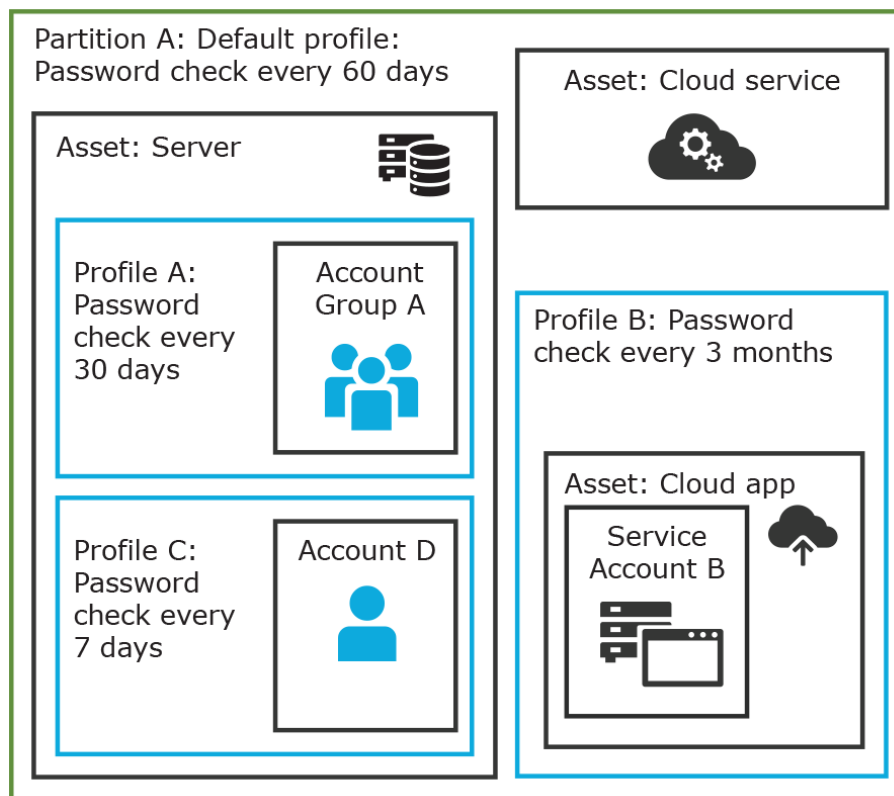 Partition A: Default profile:
Password check every 60 days
Asset: Server
Profile A:
Password
check every
30 days
Account
Group A
Profile C:
Password
check every
7 days
Account D
Asset: Cloud service
Profile B: Password
check every 3 months
Asset: Cloud app
Service
Account B